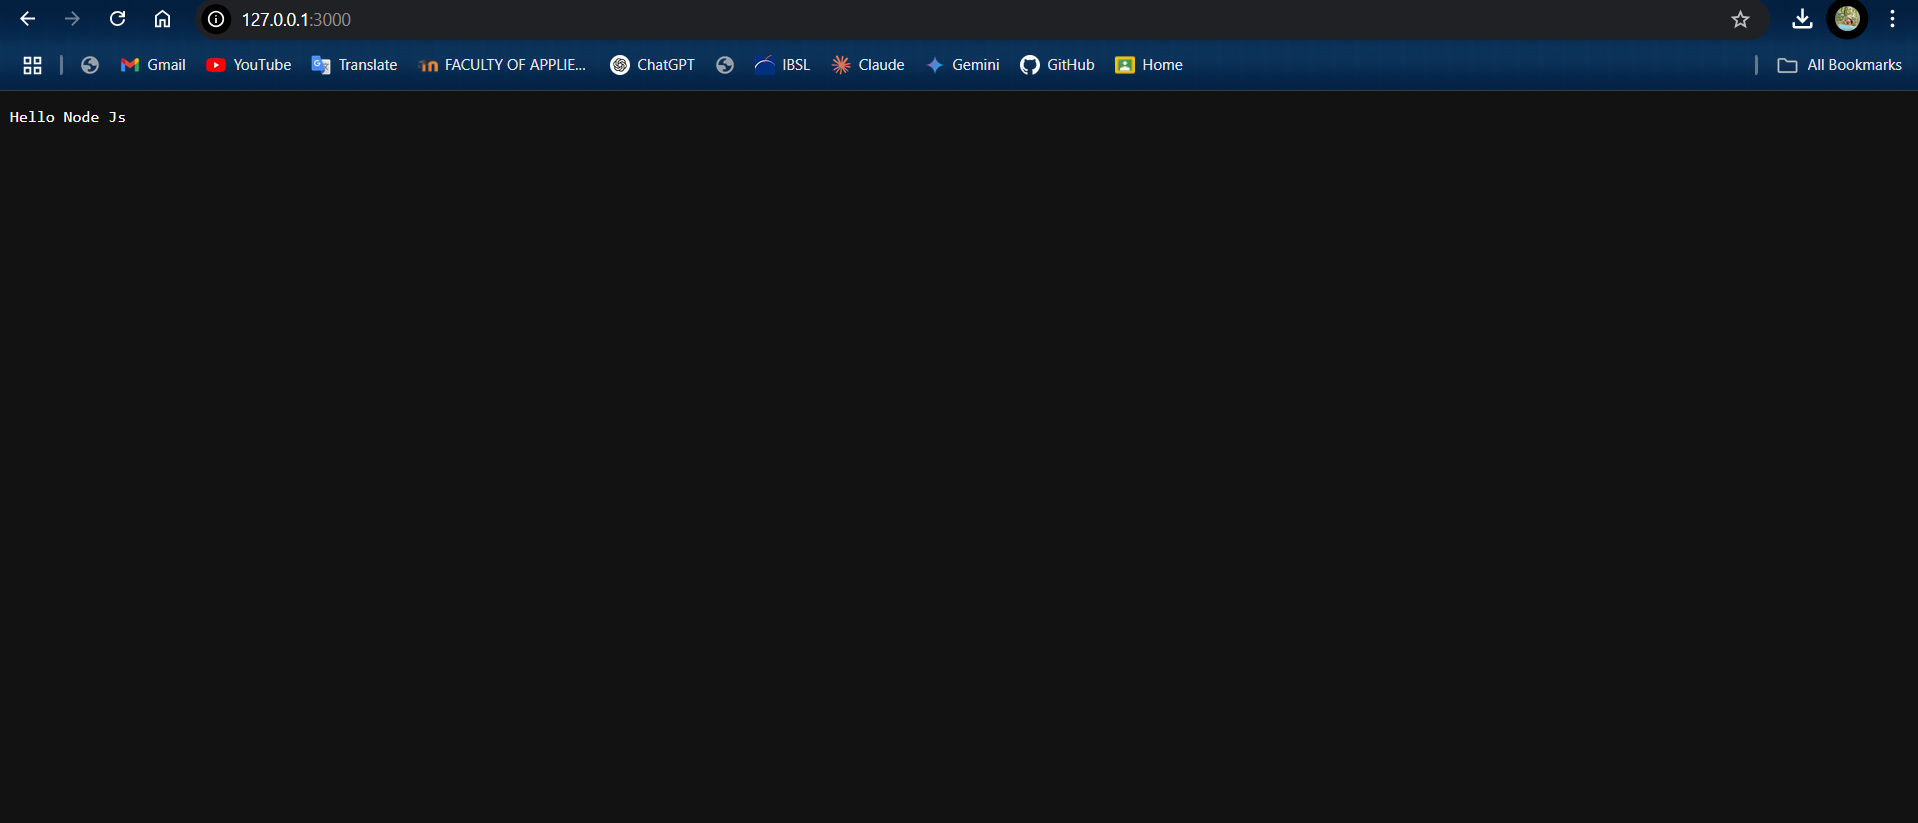 127.0.0.1:3000
Gmail YouTube Translate FACULTY OF APPLIE... ChatGPT IBSL Claude Gemini GitHub Home All Bookmarks
Hello Node Js